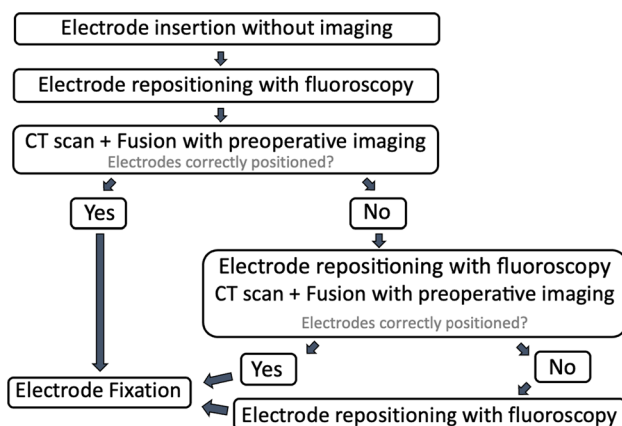 Electrode insertion without imaging
Electrode repositioning with fluoroscopy
CT scan + Fusion with preoperative imaging
Electrodes correctly positioned?
Yes
No
Electrode repositioning with fluoroscopy
CT scan + Fusion with preoperative imaging
Electrodes correctly positioned?
Yes
No
Electrode Fixation
Electrode repositioning with fluoroscopy